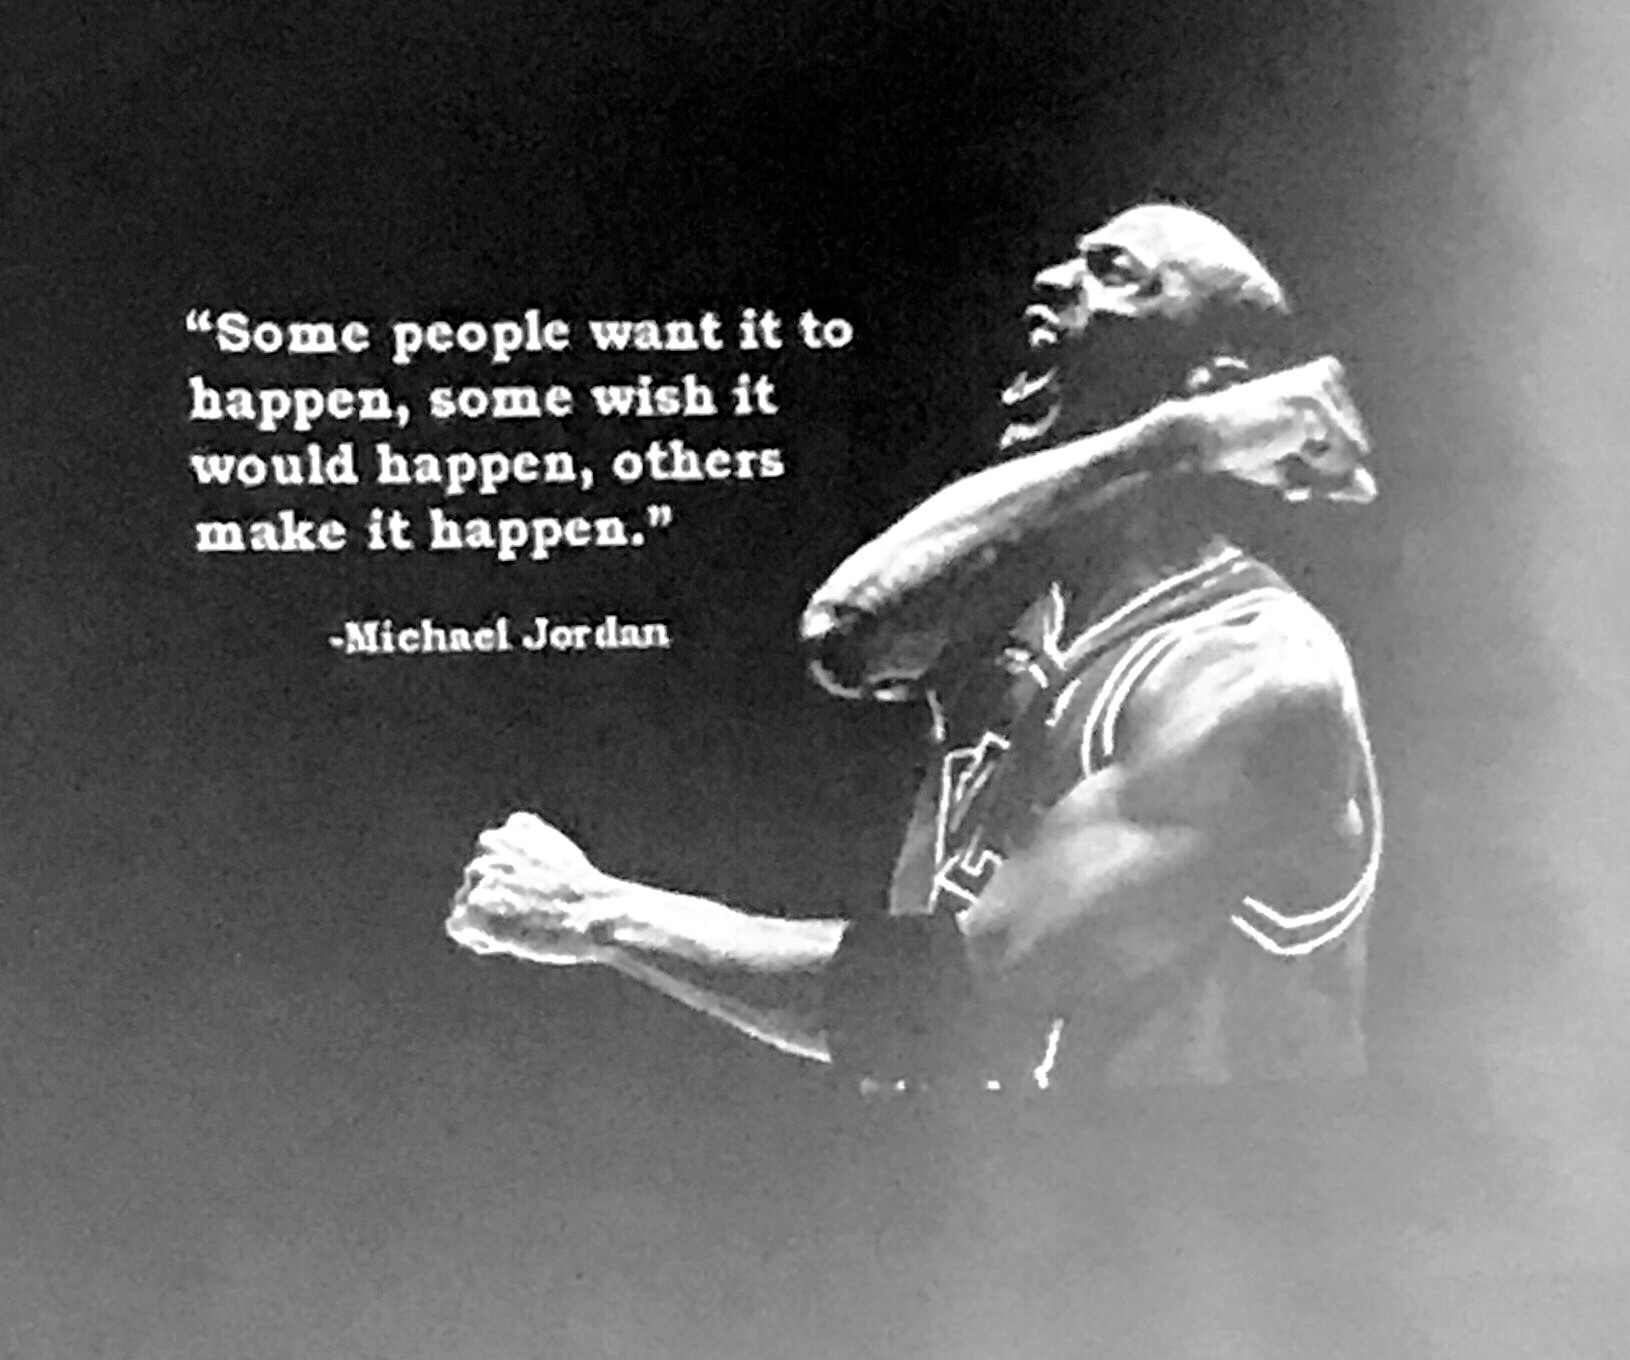 “Some people want it to
happen, some wish it
would happen, others
make it happen.”
-Michael Jordan